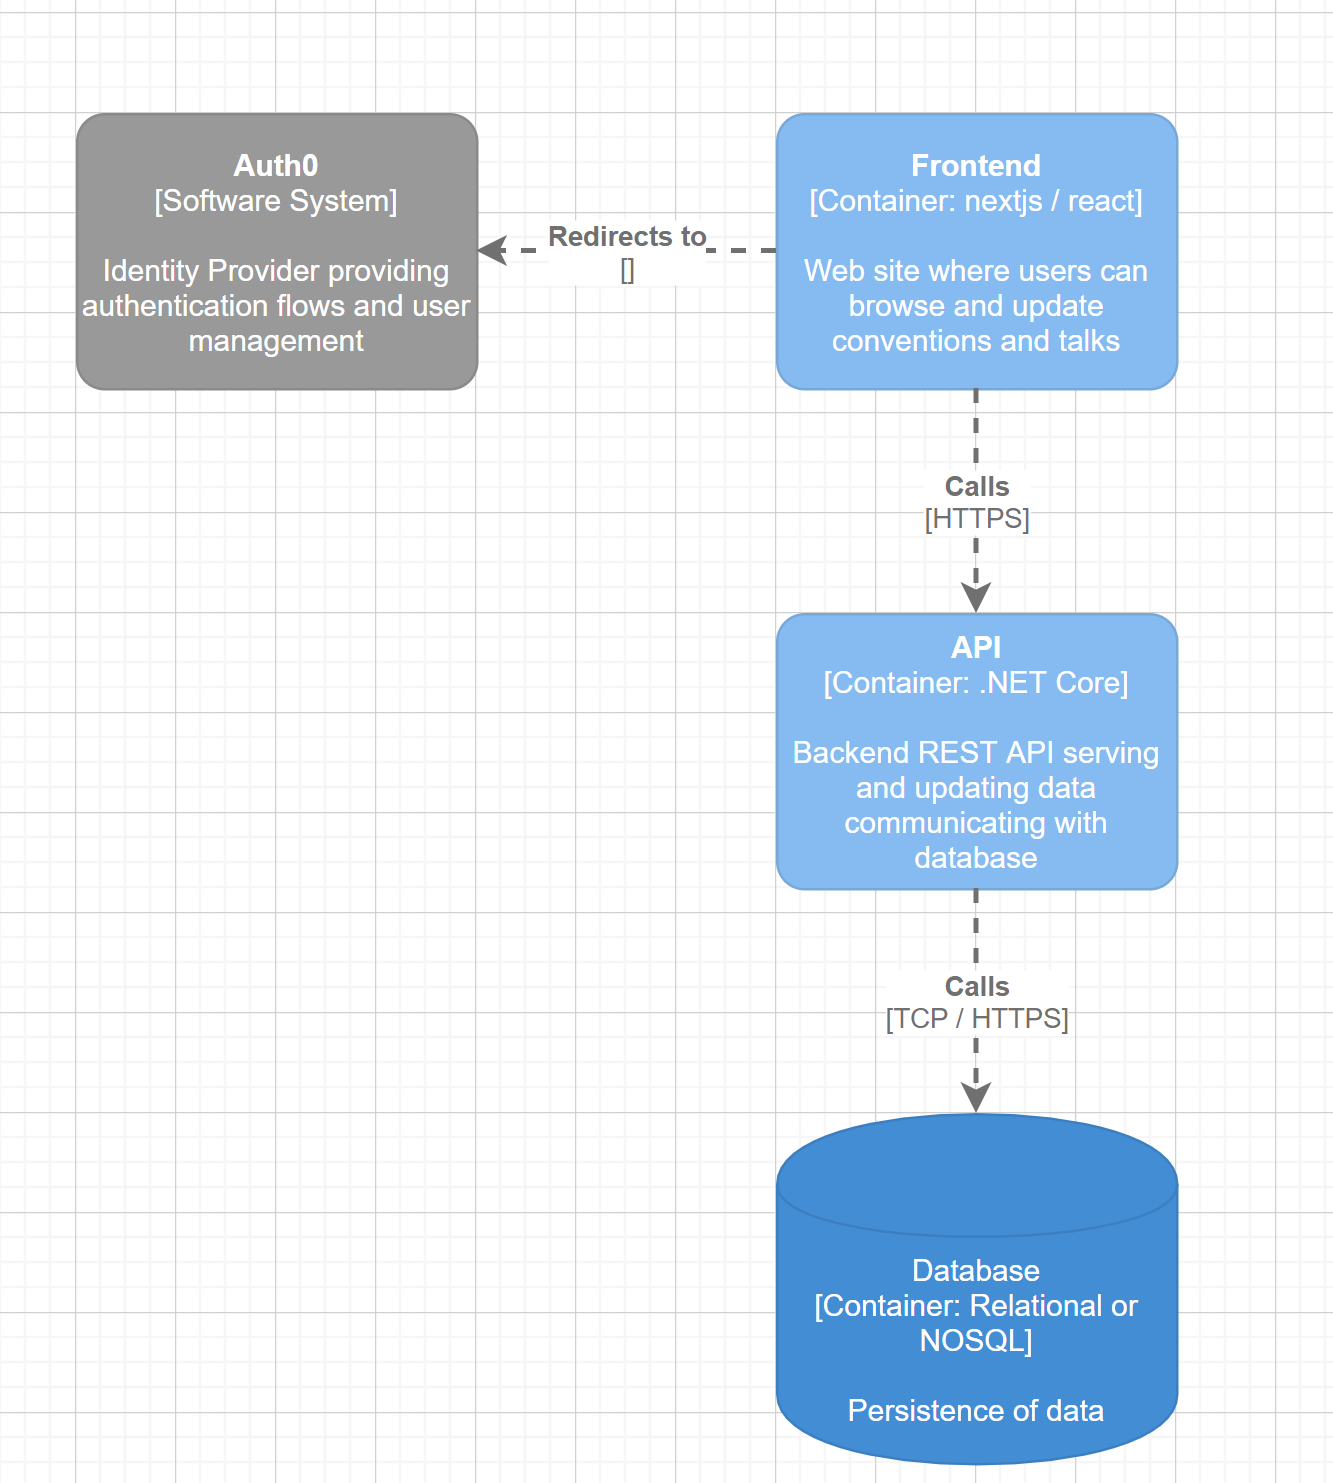 Auth0
[Software System]
Identity Provider providing
authentication flows and user
management
Redirects to
[]
Frontend
[Container: nextjs / react]
Web site where users can
browse and update
conventions and talks
Calls
[HTTPS]
API
[Container: .NET Core]
Backend REST API serving
and updating data
communicating with
database
Calls
[TCP / HTTPS]
Database
[Container: Relational or
NOSQL]
Persistence of data